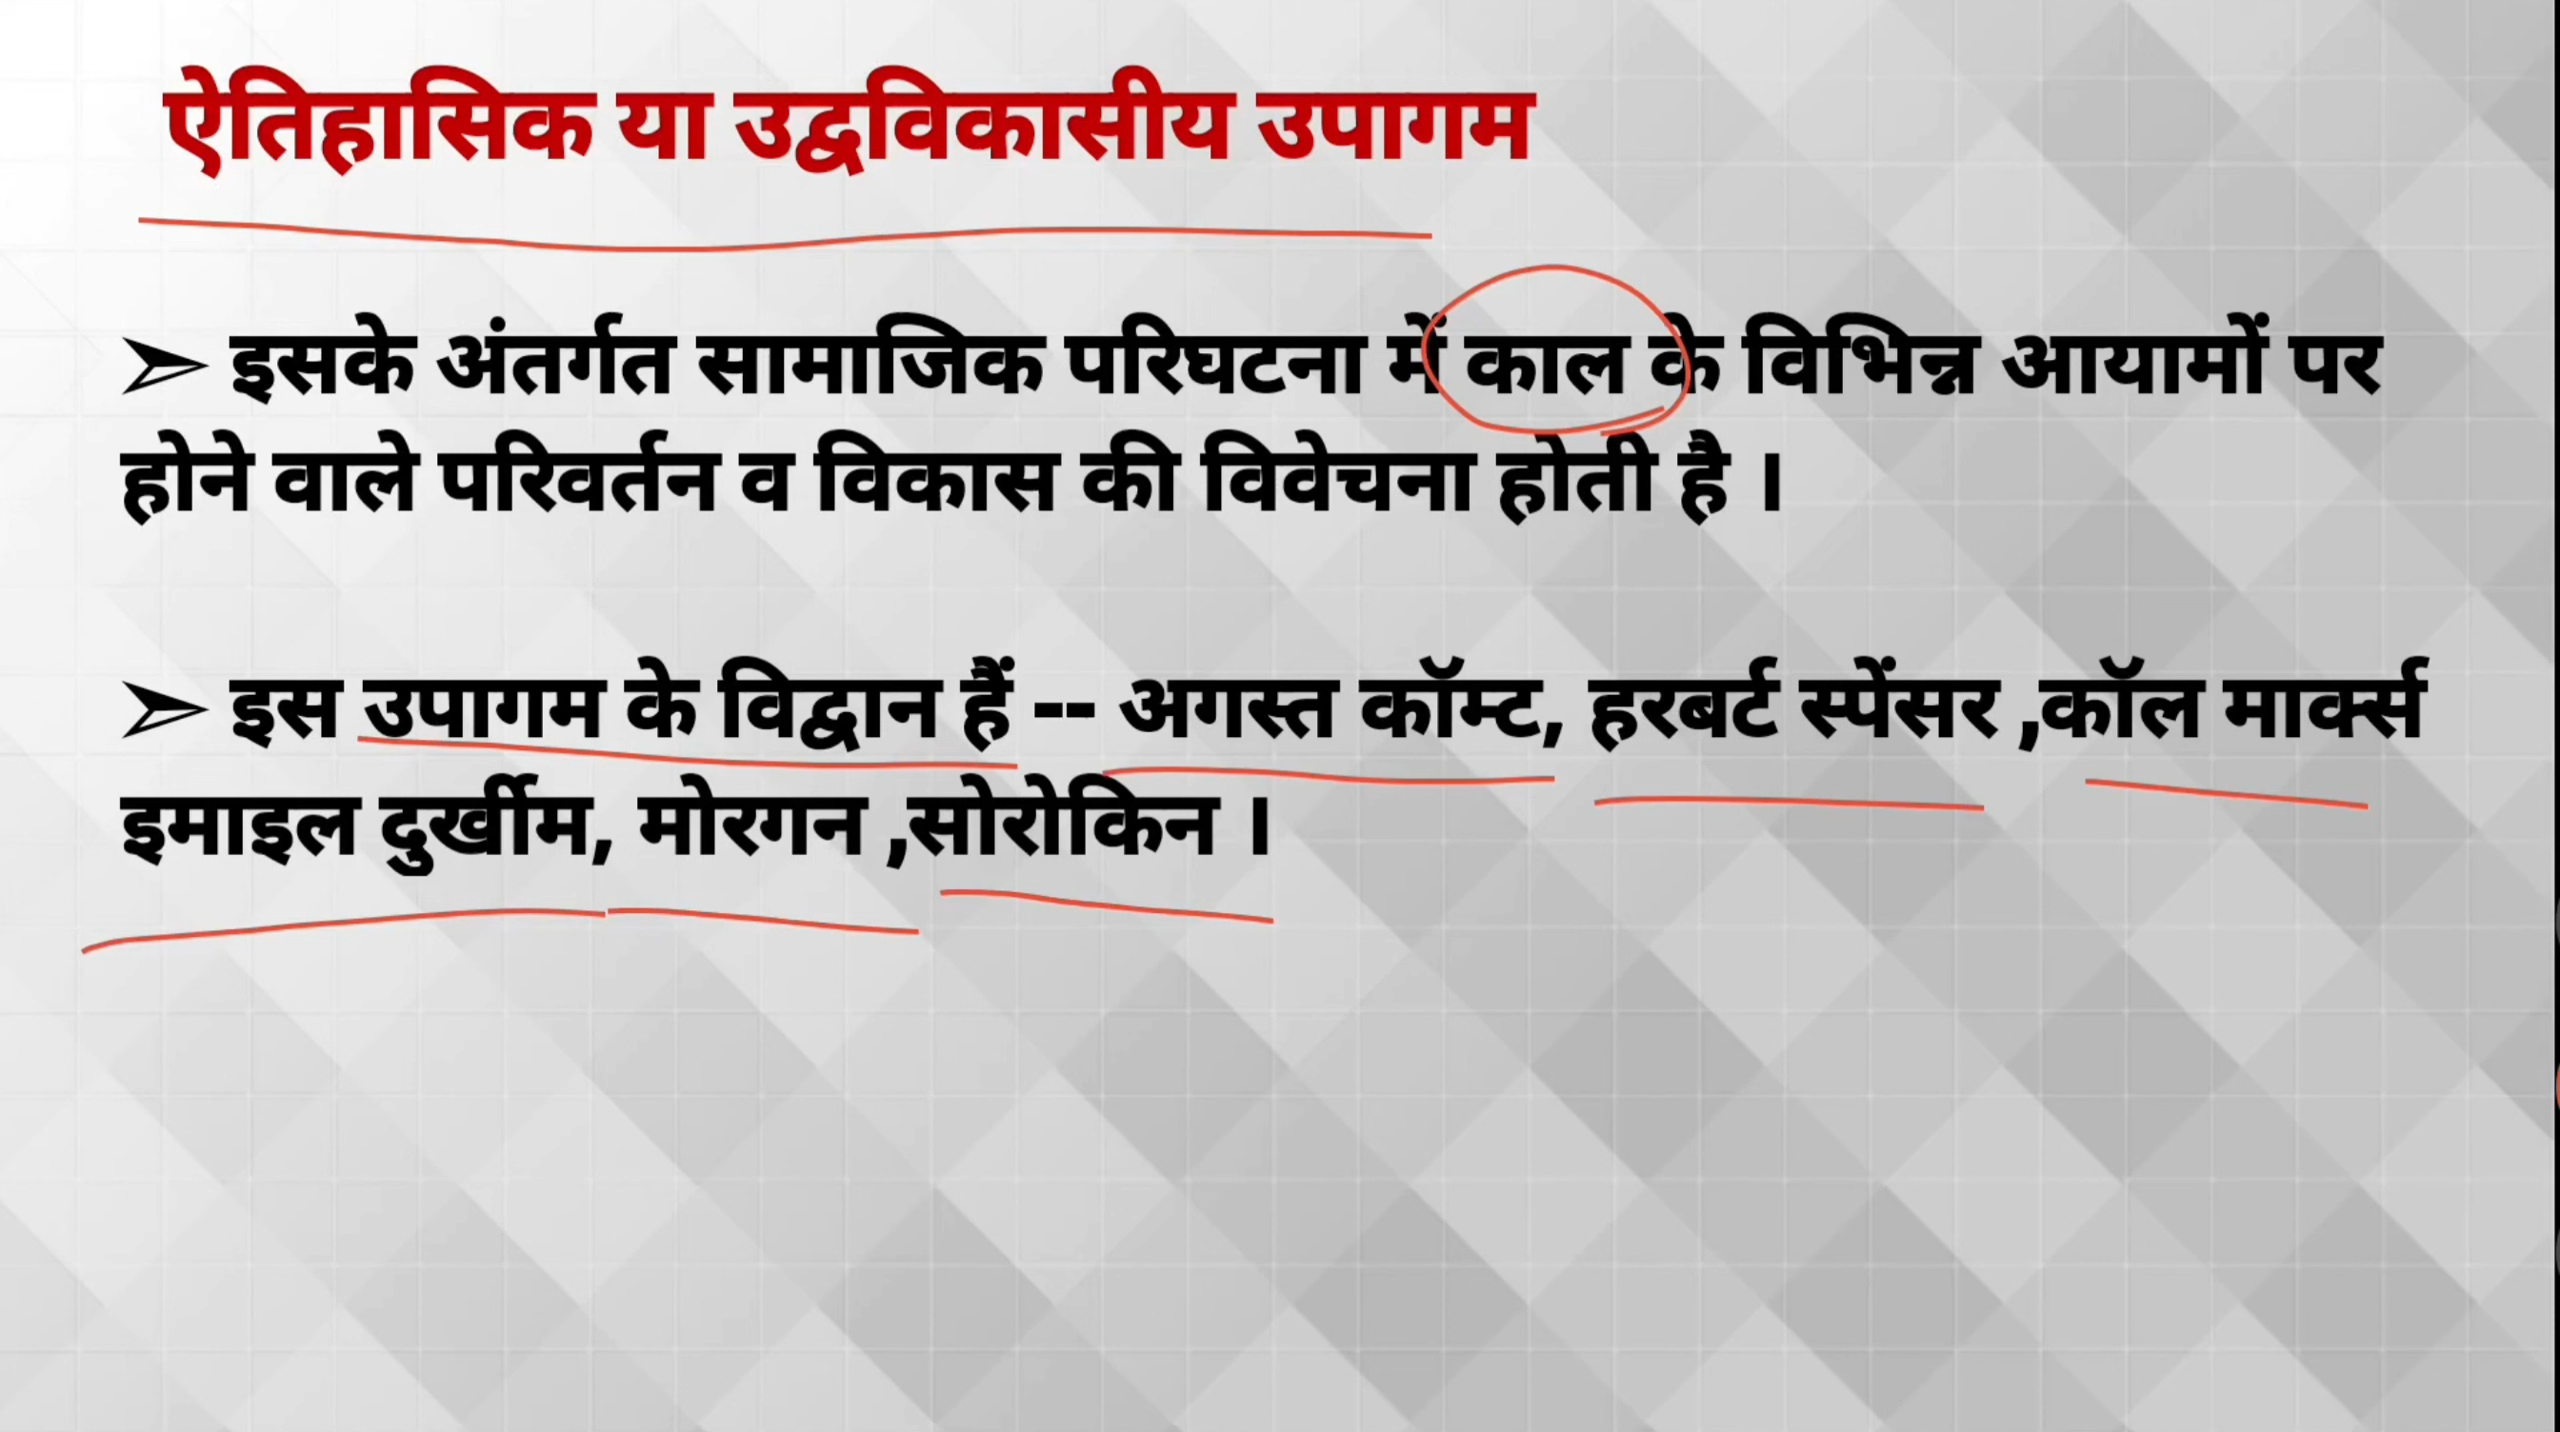 ऐतिहासिक या उद्वविकासीय उपागम
➢ इसके अंतर्गत सामाजिक परिघटना में काल के विभिन्न आयामों पर
होने वाले परिवर्तन व विकास की विवेचना होती है ।
➢ इस उपागम के विद्वान हैं -- अगस्त कॉम्ट, हरबर्ट स्पेंसर ,कॉल मार्क्स
इमाइल दुर्खीम, मोरगन ,सोरोकिन ।